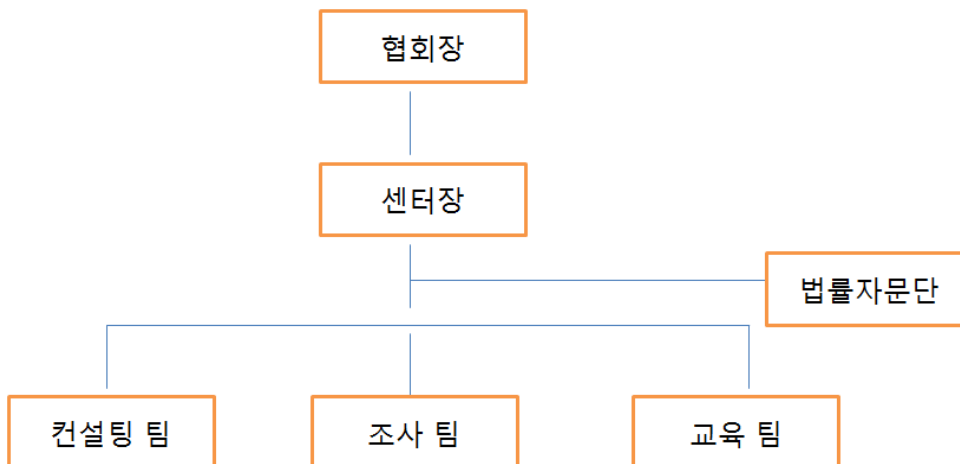 협회장
센터장
법률자문단
컨설팅 팀
조사 팀
교육 팀